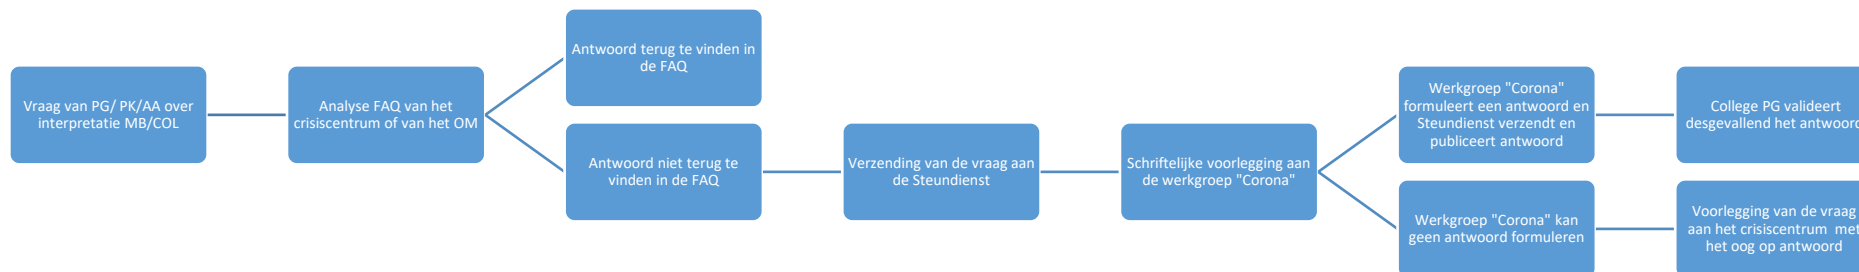 Vraag van PG/ PK/AA over
interpretatie MB/COL
Analyse FAQ van het
crisiscentrum of van het OM
Antwoord terug te vinden in
de FAQ
Antwoord niet terug te
vinden in de FAQ
Verzending van de vraag aan
de Steundienst
Schriftelijke voorlegging aan
de werkgroep "Corona"
Werkgroep "Corona"
formuleert een antwoord en
Steundienst verzendt en
publiceert antwoord
College PG valideert
desgevallend het antwoord
Werkgroep "Corona" kan
geen antwoord formuleren
Voorlegging van de vraag
aan het crisiscentrum met
het oog op antwoord